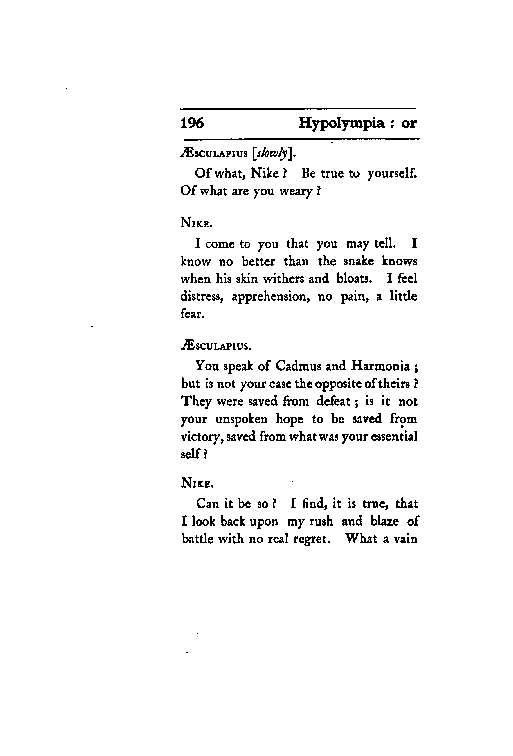 196 Hypolympia : or
ÆSCULAPIUS [slowly].
Of what, Nike ? Be true to yourself.
Of what are you weary ?
NIKE.
I come to you that you may tell. I
know no better than the snake knows
when his skin withers and bloats. I feel
distress, apprehension, no pain, a little
fear.
ÆSCULAPIUS.
You speak of Cadmus and Harmonia ;
but is not your case the opposite of theirs ?
They were saved from defeat ; is it not
your unspoken hope to be saved from
victory, saved from what was your essential
self ?
NIKE.
Can it be so ? I find, it is true, that
I look back upon my rush and blaze of
battle with no real regret. What a vain